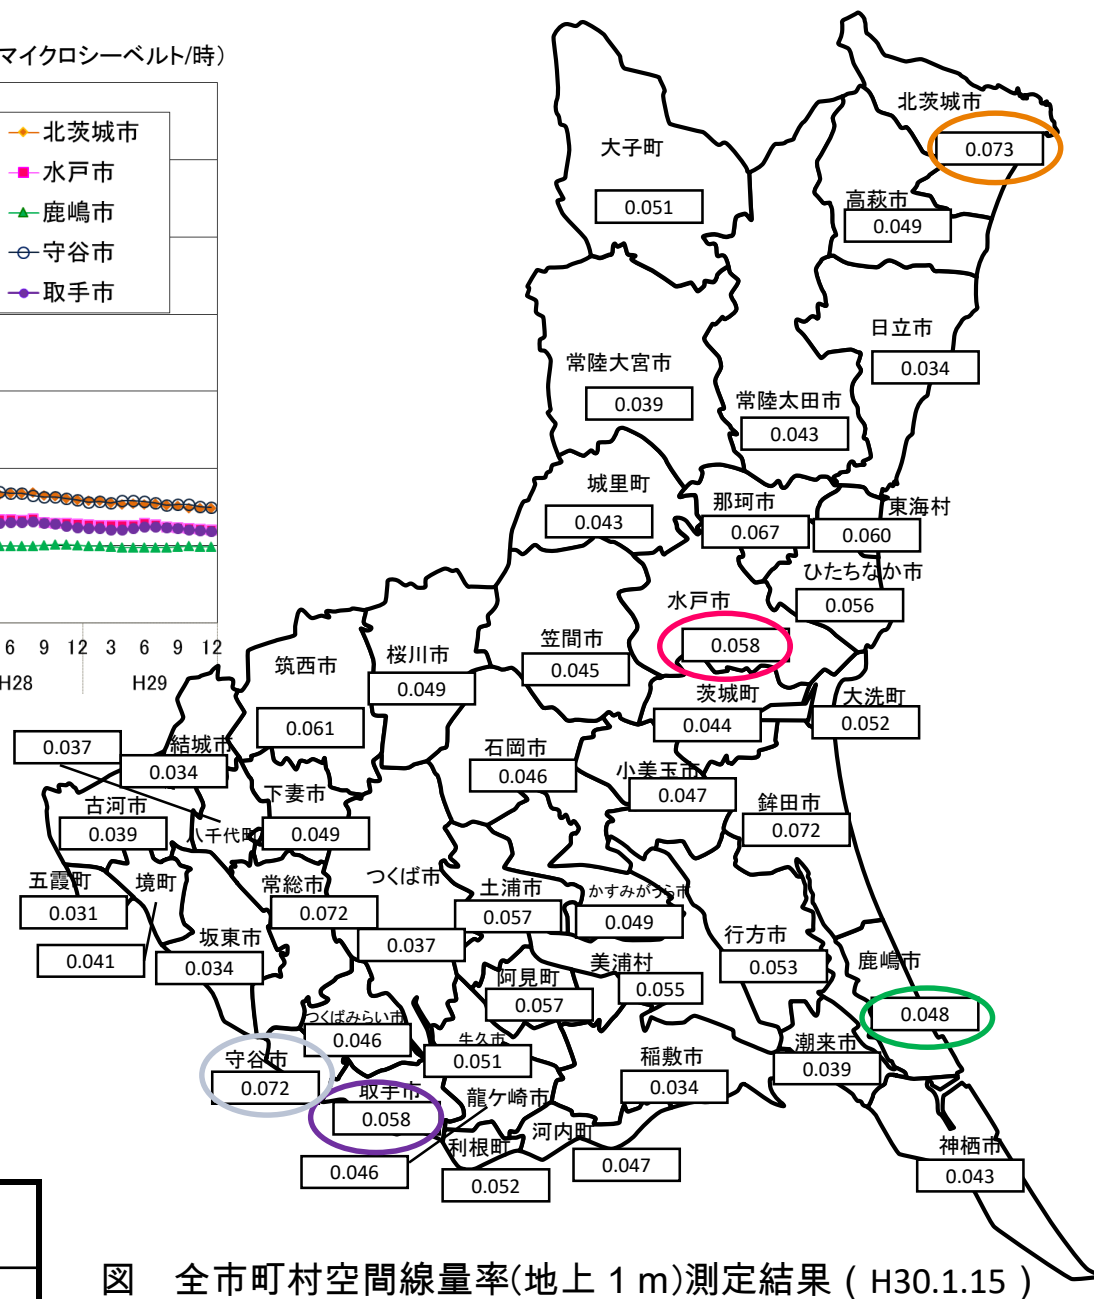 マイクロシーベルト/時）
北茨城市
水戸市
鹿嶋市
守谷市
取手市
6 9 12 3 6 9 12
H28 H29
北茨城市
0.073
大子町
0.051
高萩市
0.049
日立市
0.034
常陸大宮市
0.039
常陸太田市
0.043
城里町
0.043
那珂市
0.067
東海村
0.060
ひたちなか市
0.056
水戸市
0.058
笠間市
0.045
桜川市
0.049
筑西市
0.061
茨城町
0.044
大洗町
0.052
0.037
結城市
0.034
石岡市
0.046
小美玉市
0.047
鉾田市
0.072
古河市
0.039
八千代町
下妻市
0.049
五霞町
0.031
境町
0.041
常総市
0.072
つくば市
0.037
土浦市
0.057
かすみがうら市
0.049
坂東市
0.034
行方市
0.053
鹿嶋市
0.048
美浦村
0.055
阿見町
0.057
つくばみらい市
0.046
牛久市
0.051
稲敷市
0.034
潮来市
0.039
守谷市
0.072
取手市
0.058
龍ケ崎市
0.046
利根町
0.052
河内町
0.047
神栖市
0.043
図　全市町村空間線量率(地上１ｍ)測定結果（H30.1.15）